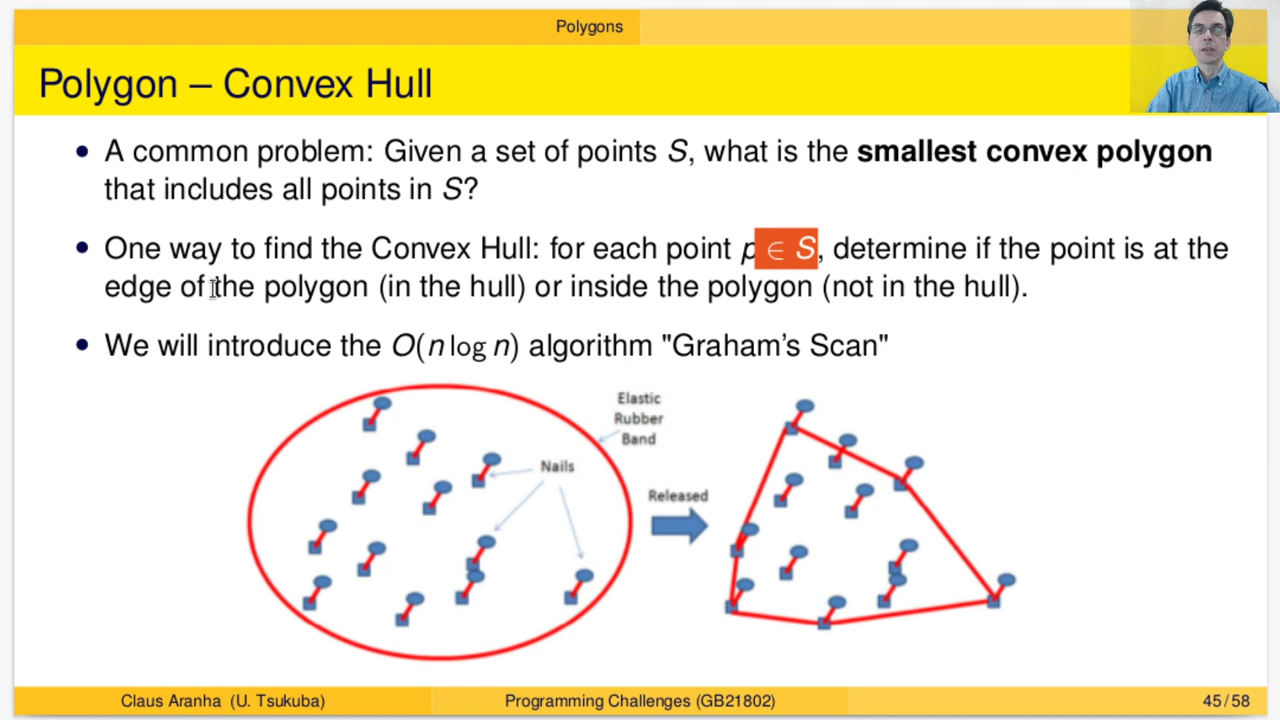 Polygons
Polygon – Convex Hull
• A common problem: Given a set of points S, what is the smallest convex polygon
that includes all points in S?
• One way to find the Convex Hull: for each point p ∈ S, determine if the point is at the
edge of the polygon (in the hull) or inside the polygon (not in the hull).
• We will introduce the O(n log n) algorithm "Graham's Scan"
Elastic
Rubber
Band
Nails
Released
Claus Aranha (U. Tsukuba)
Programming Challenges (GB21802)
45 / 58